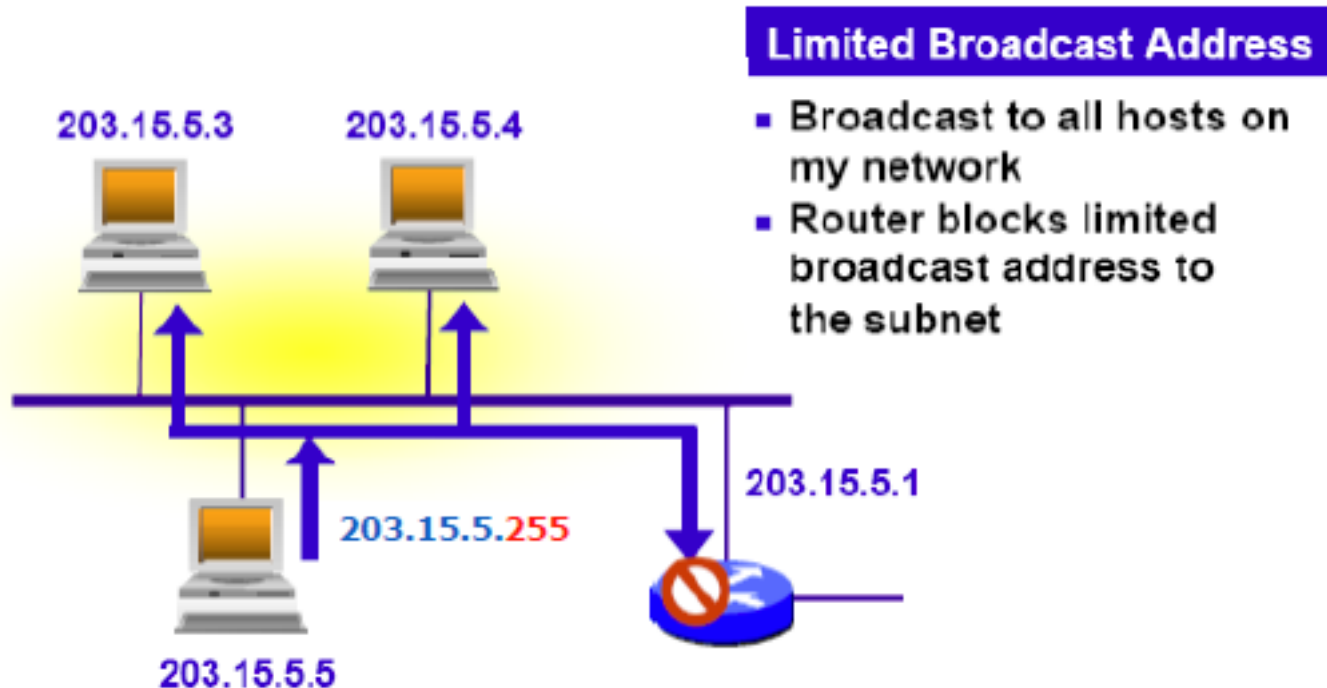 Limited Broadcast Address
▪ Broadcast to all hosts on
my network
▪ Router blocks limited
broadcast address to
the subnet
203.15.5.3
203.15.5.4
203.15.5.1
203.15.5.255
203.15.5.5